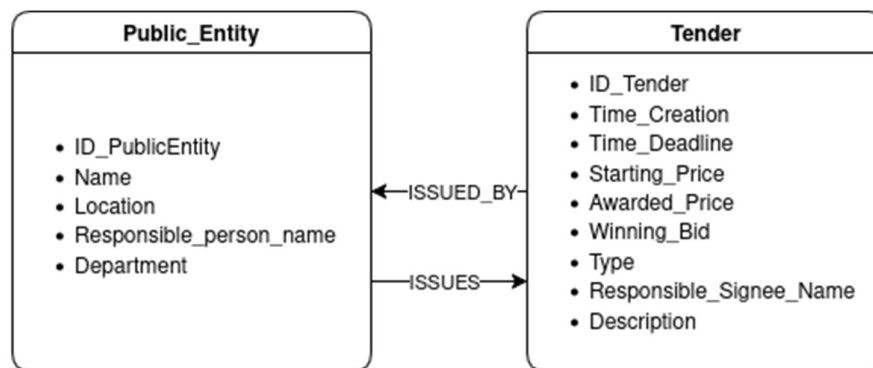 Public_Entity
• ID_PublicEntity
• Name
• Location
• Responsible_person_name
• Department
ISSUED_BY
ISSUES
Tender
• ID_Tender
• Time_Creation
• Time_Deadline
• Starting_Price
• Awarded_Price
• Winning_Bid
• Type
• Responsible_Signee_Name
• Description